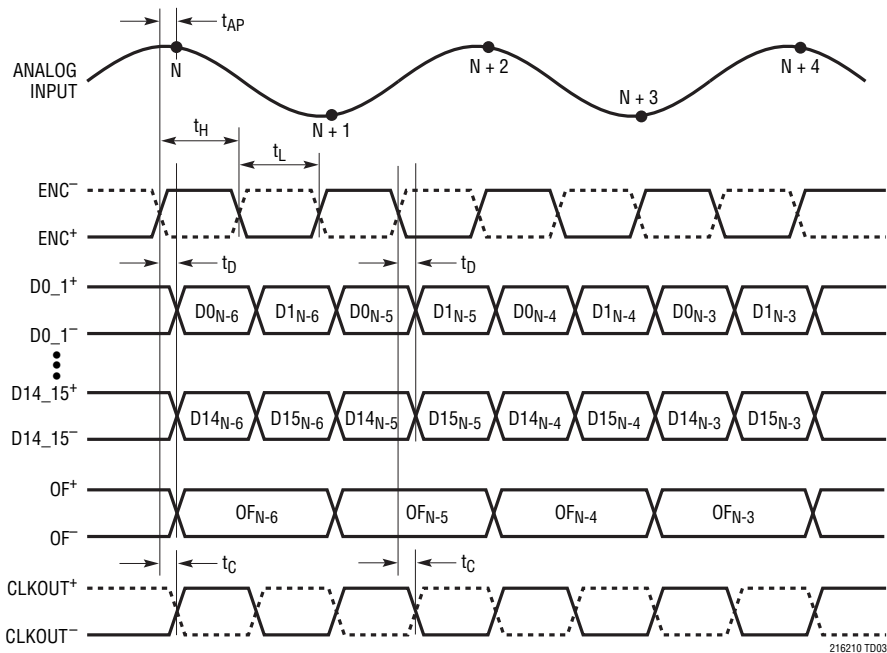 tAP
ANALOG
INPUT
N
N + 1
N + 2
N + 3
N + 4
tH
tL
ENC−
ENC+
tD
tD
D0_1+
D0_1−
D0N-6
D1N-6
D0N-5
D1N-5
D0N-4
D1N-4
D0N-3
D1N-3
D14_15+
D14_15−
D14N-6
D15N-6
D14N-5
D15N-5
D14N-4
D15N-4
D14N-3
D15N-3
OF+
OF−
OFN-6
OFN-5
OFN-4
OFN-3
tC
tC
CLKOUT+
CLKOUT−
216210 TD03